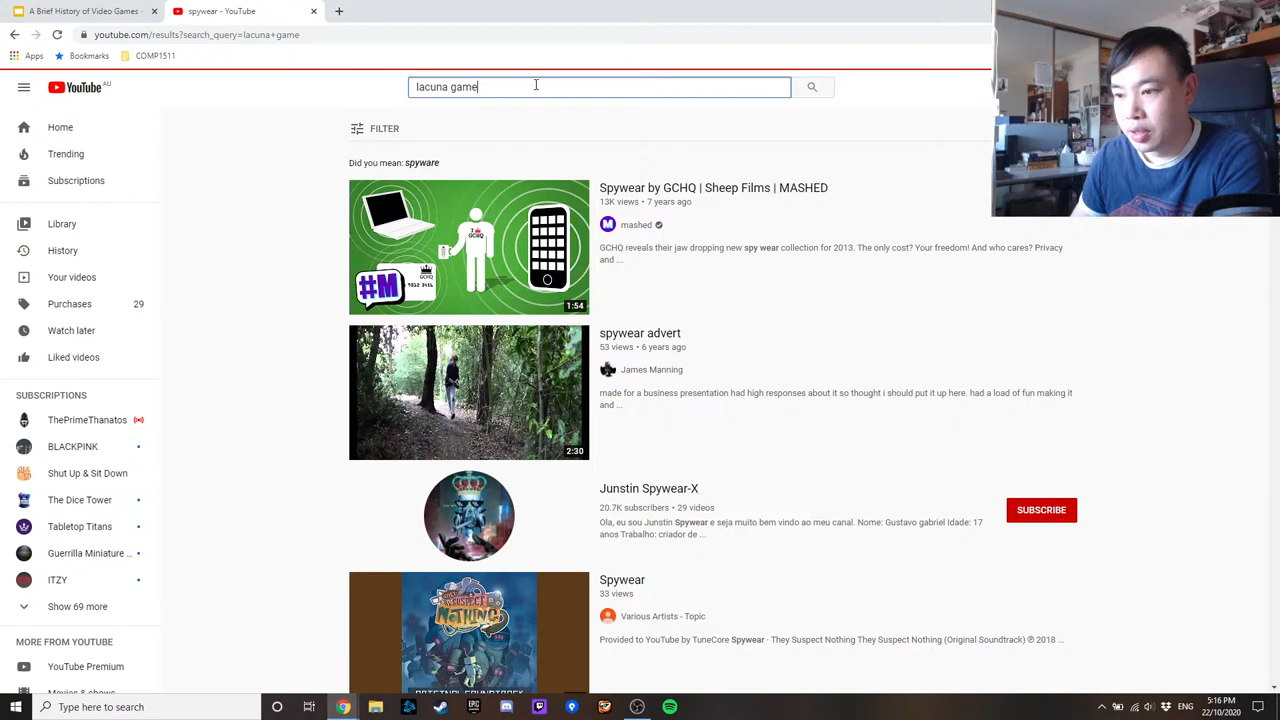 A Brief History of Video Games -
spywear - YouTube
youtube.com/results?search_query=lacuna+game
Apps
Bookmarks
COMP1511
YouTube AU
lacuna game
Home
Trending
Subscriptions
Library
History
Your videos
Purchases 29
Watch later
Liked videos
SUBSCRIPTIONS
ThePrimeThanatos
BLACKPINK
Shut Up & Sit Down
The Dice Tower
Tabletop Titans
Guerrilla Miniature ...
ITZY
Show 69 more
MORE FROM YOUTUBE
YouTube Premium
Movies & shows
FILTER
Did you mean: spyware
I GCHQ
GCHQ
#M
1:54
Spywear by GCHQ | Sheep Films | MASHED
13K views • 7 years ago
mashed
GCHQ reveals their jaw dropping new spy wear collection for 2013. The only cost? Your freedom! And who cares? Privacy
and ...
2:30
spywear advert
53 views • 6 years ago
James Manning
made for a business presentation had high responses about it so thought i should put it up here. had a load of fun making it
and ...
Junstin Spywear-X
20.7K subscribers • 29 videos
Ola, eu sou Junstin Spywear e seja muito bem vindo ao meu canal. Nome: Gustavo gabriel Idade: 17
anos Trabalho: criador de ...
SUBSCRIBE
THEY SUSPECT
NOTHING
ORIGINAL SOUNDTRACK
Spywear
33 views
Various Artists - Topic
Provided to YouTube by TuneCore Spywear · They Suspect Nothing They Suspect Nothing (Original Soundtrack) ℗ 2018 ...
Type here to search
EPIC
ENG
5:16 PM
22/10/2020